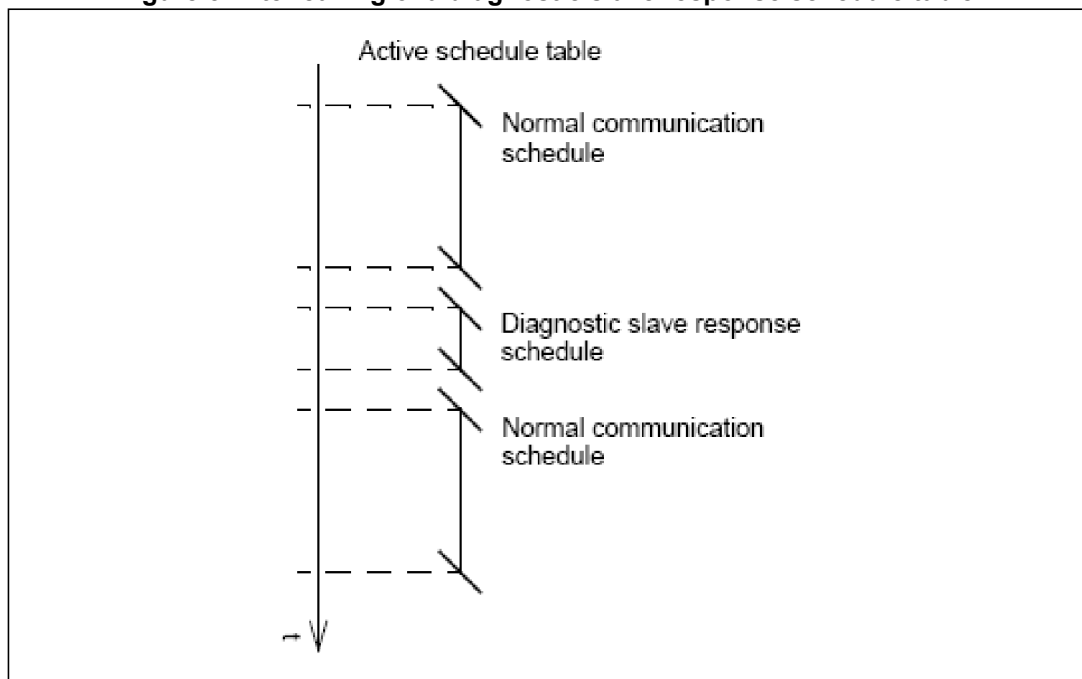 Active schedule table
Normal communication
schedule
Diagnostic slave response
schedule
Normal communication
schedule
t